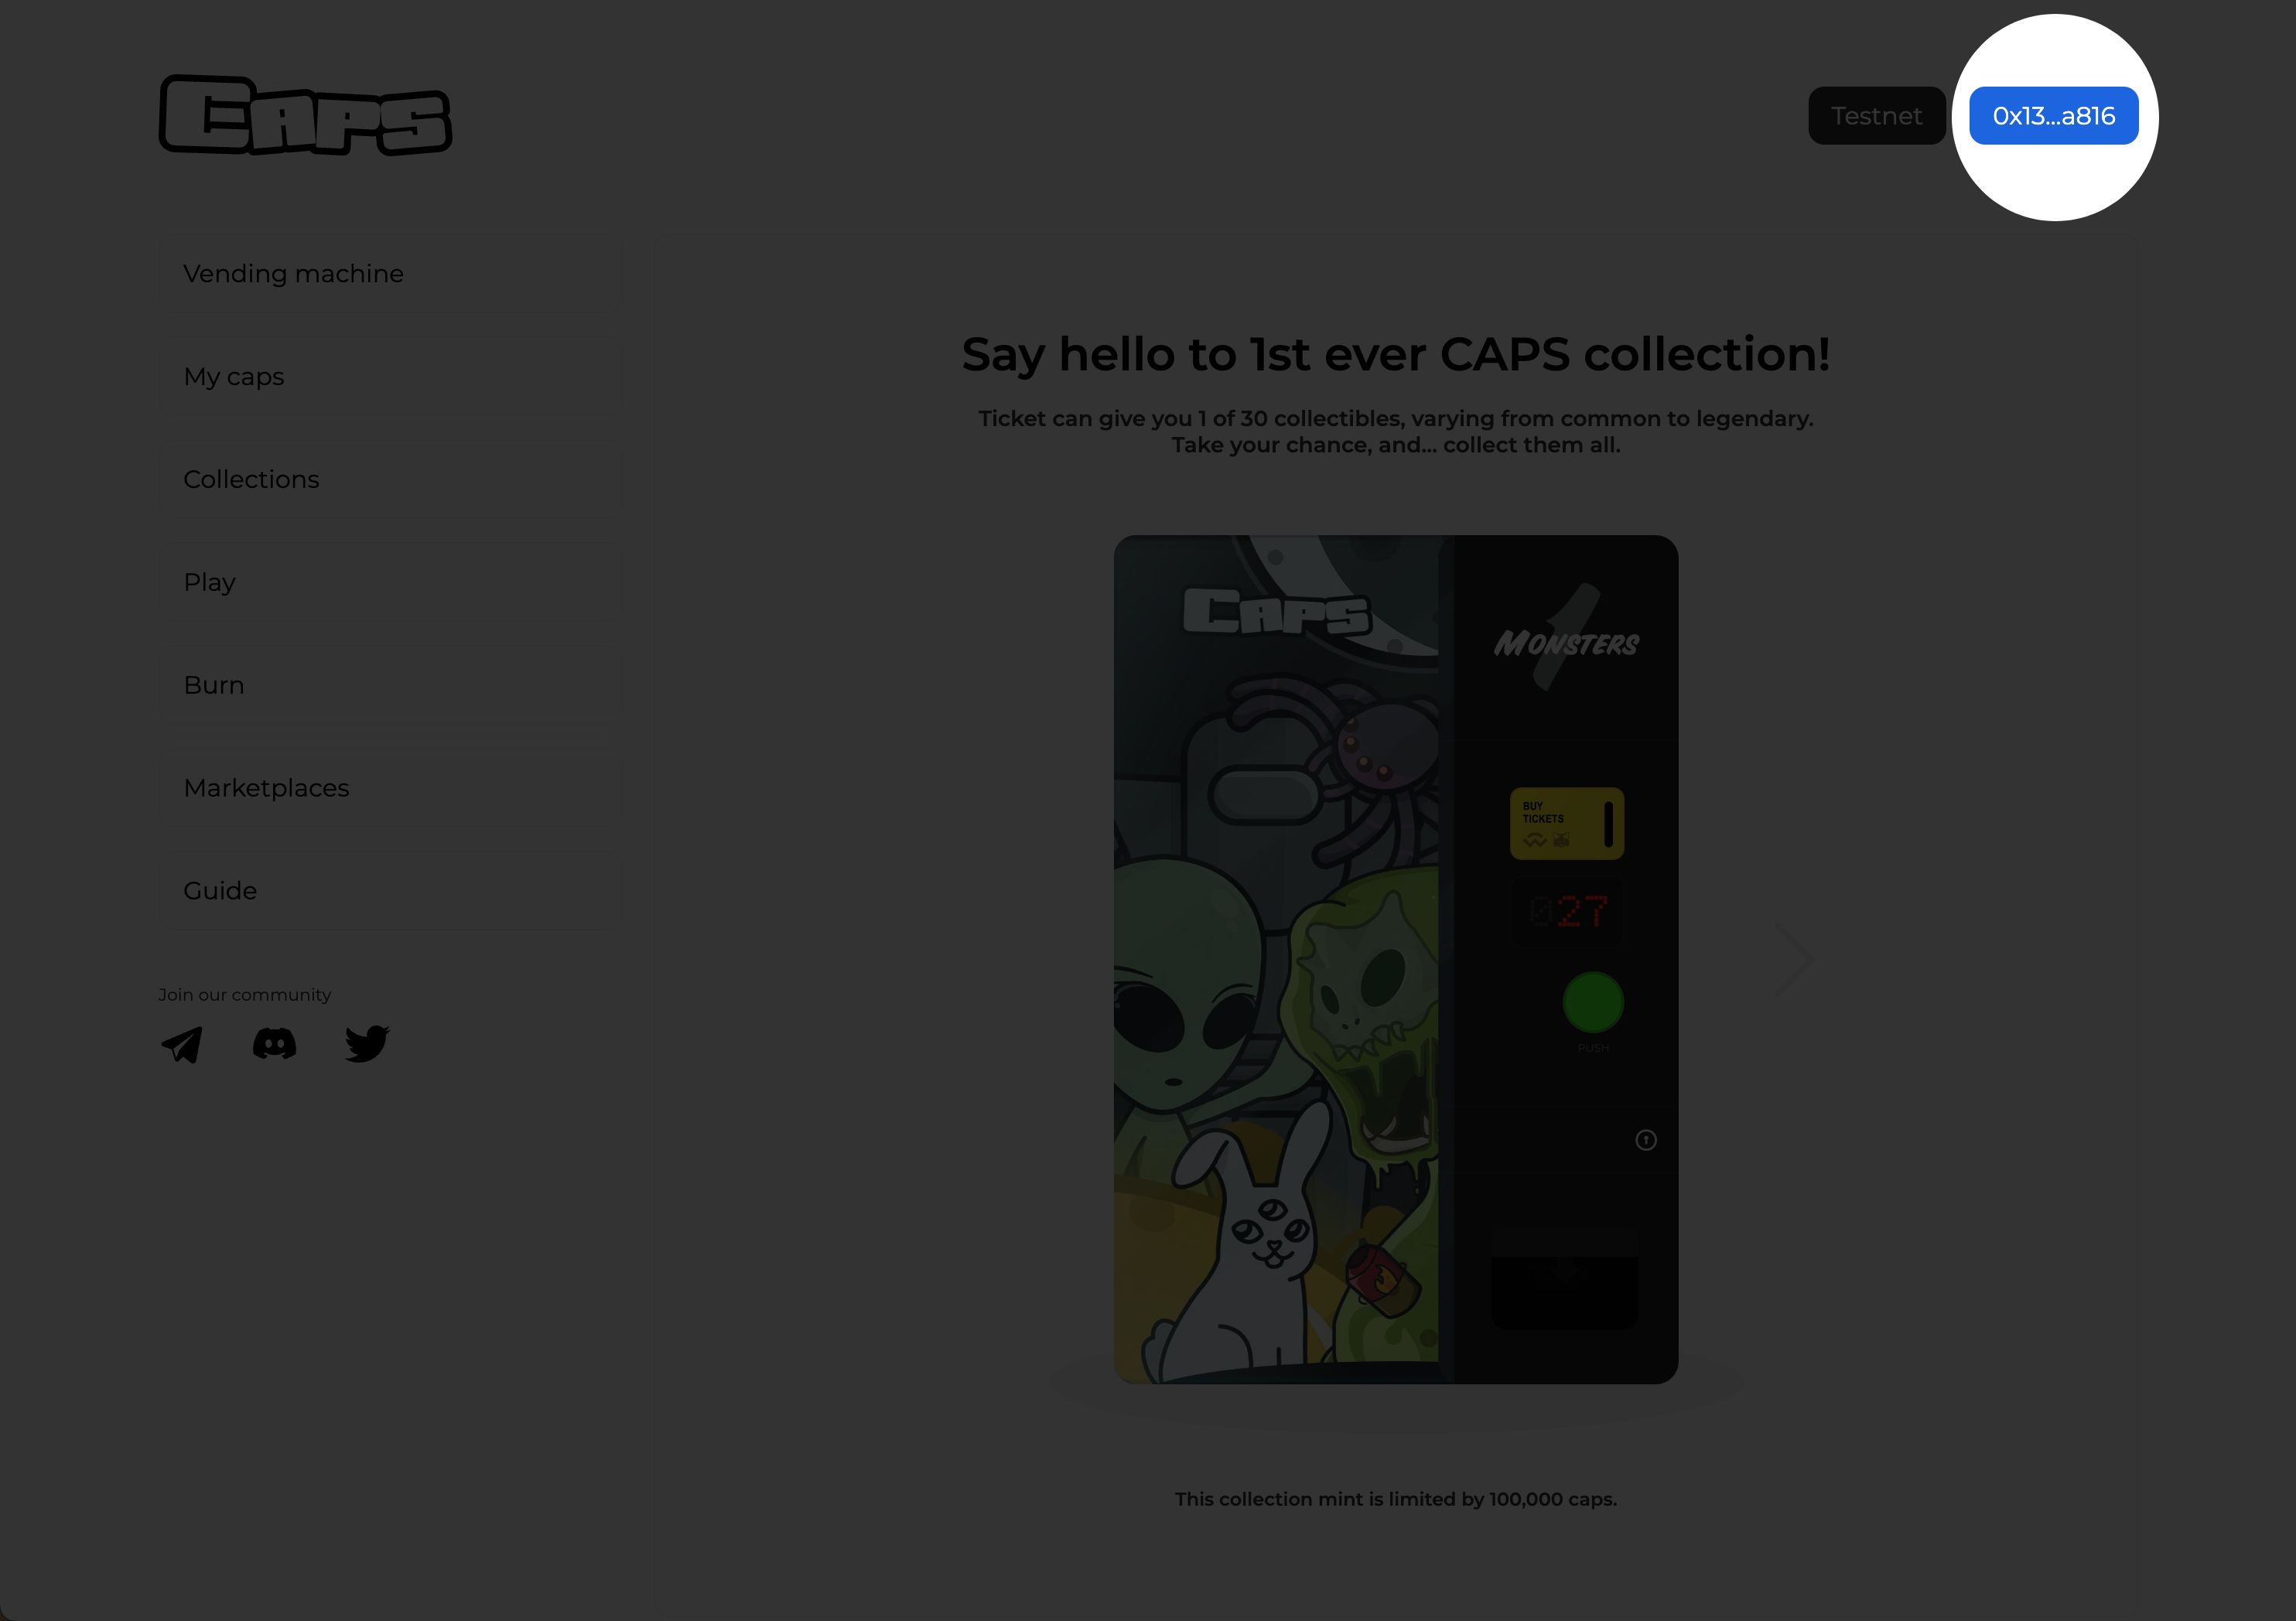 CAPS
Testnet
0x13...a816
Vending machine
My caps
Collections
Play
Burn
Marketplaces
Guide
Join our community
Say hello to 1st ever CAPS collection!
Ticket can give you 1 of 30 collectibles, varying from common to legendary.
Take your chance, and... collect them all.
CAPS
1
MONSTERS
BUY
TICKETS
027
PUSH
This collection mint is limited by 100,000 caps.